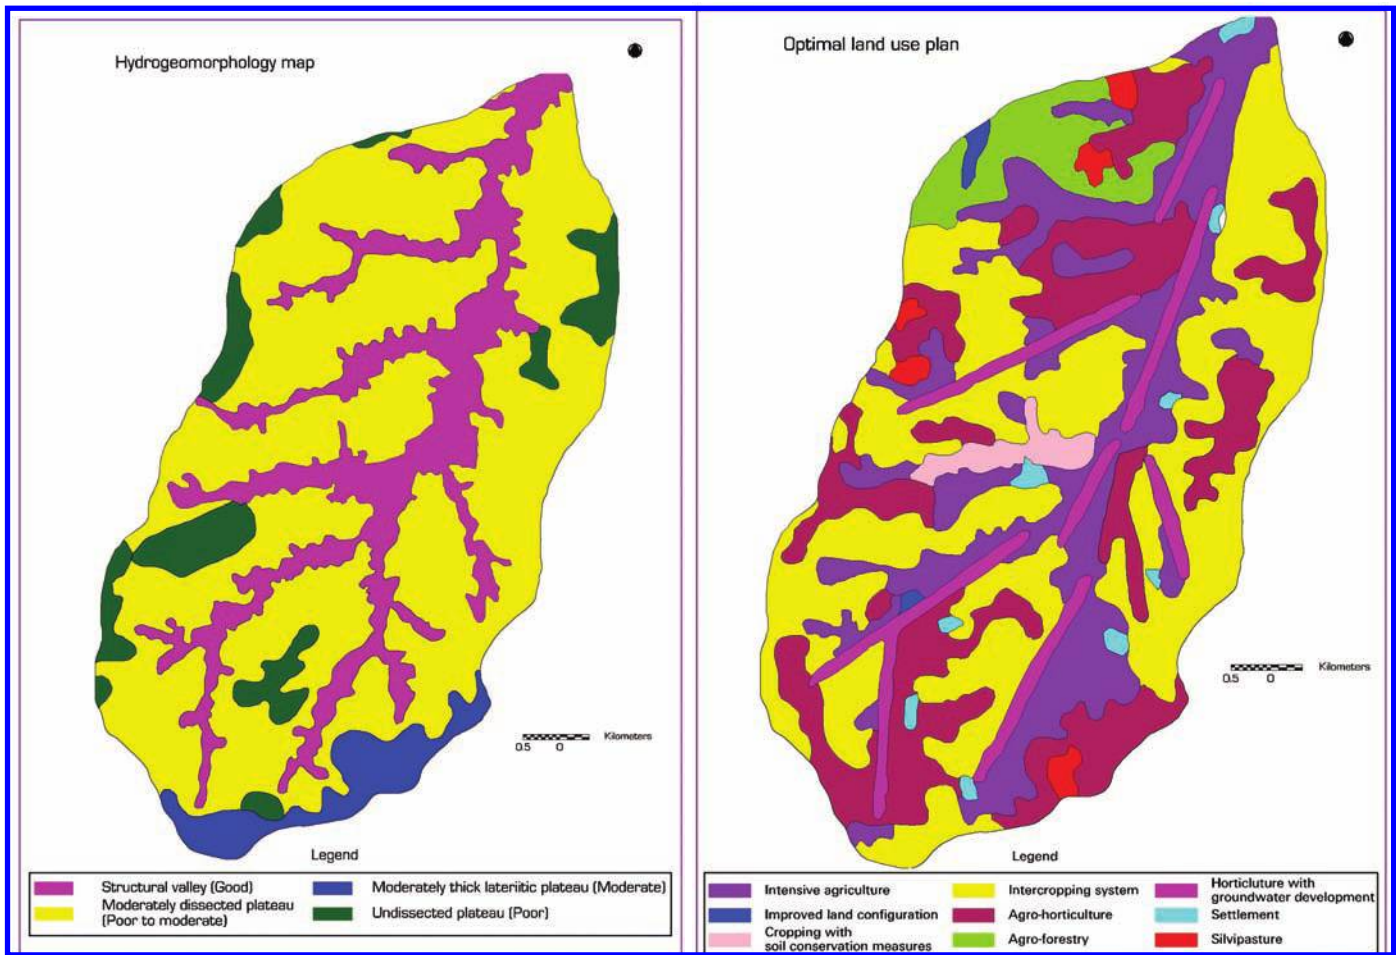 Hydrogeomorphology map
0.5 0 Kilometers
Legend
Structural valley (Good)
Moderately dissected plateau
(Poor to moderate)
Moderately thick lateriitic plateau (Moderate)
Undissected plateau (Poor)
Optimal land use plan
0.5 0 Kilometers
Legend
Intensive agriculture
Improved land configuration
Cropping with
soil conservation measures
Intercropping system
Agro-horticulture
Agro-forestry
Horticluture with
groundwater development
Settlement
Silvipasture